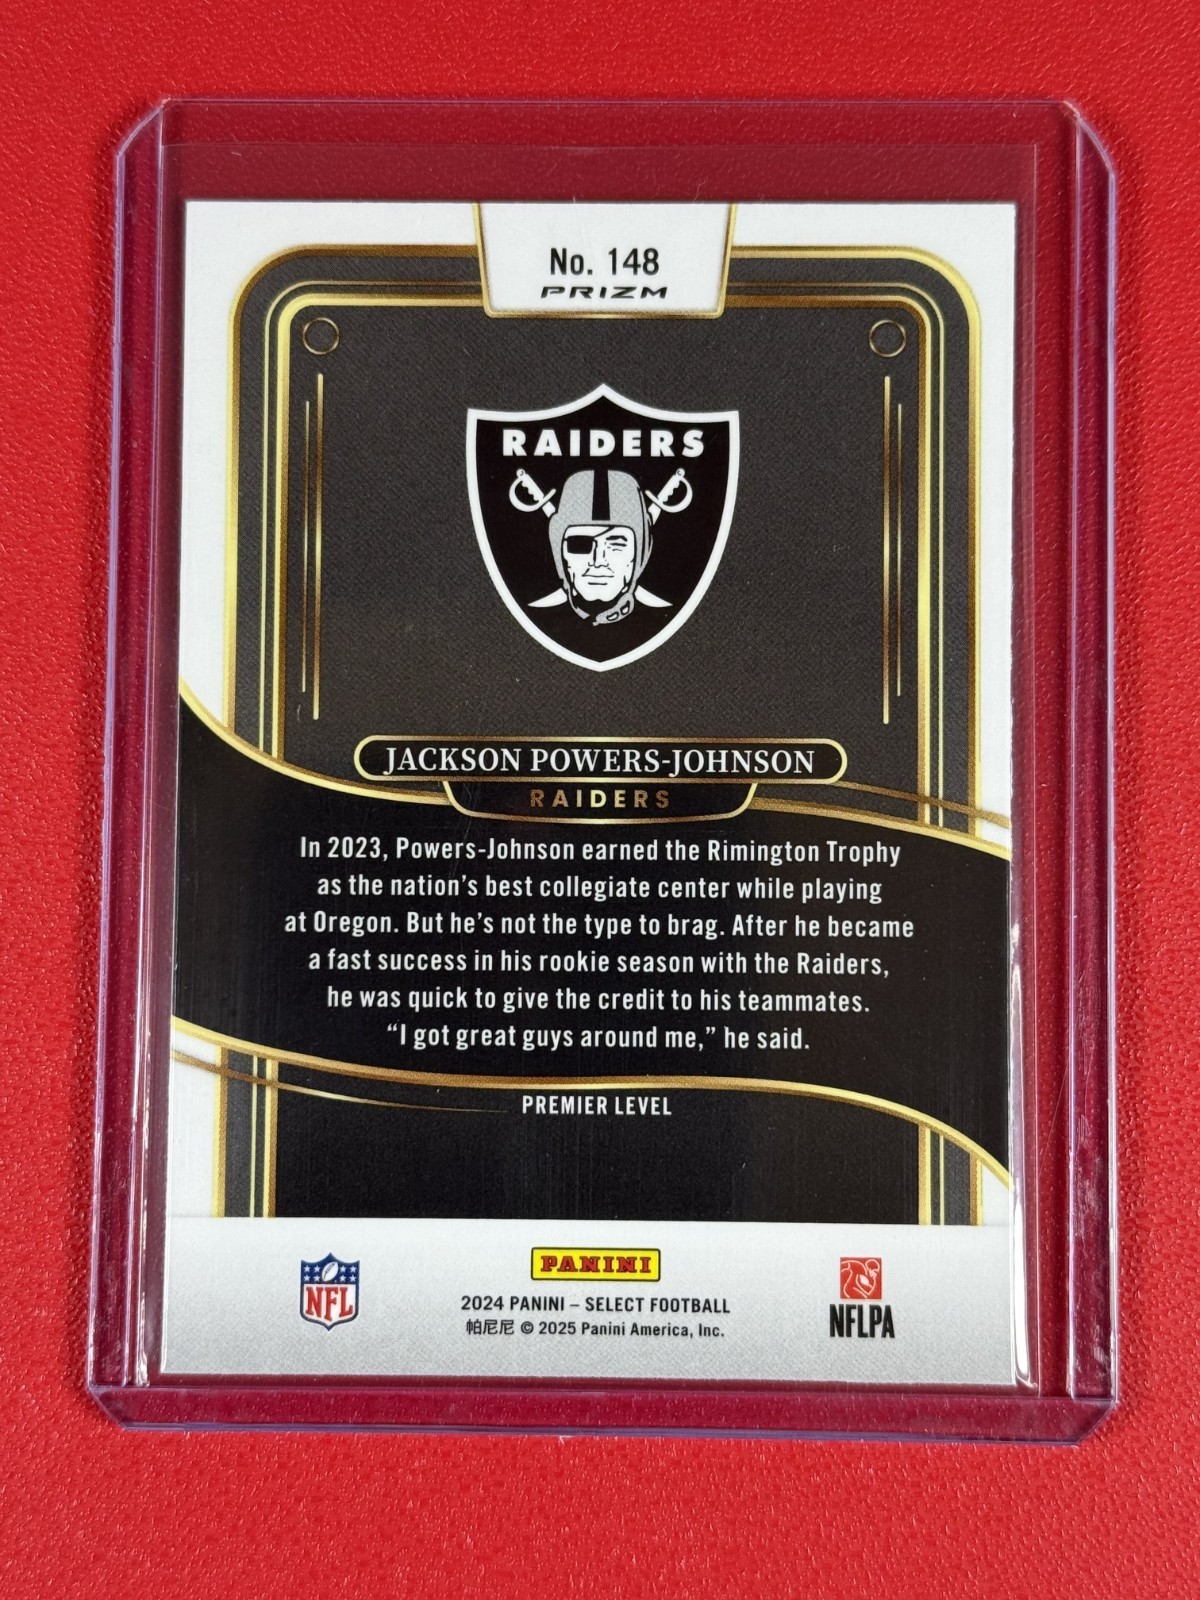 No. 148
PRIZM
RAIDERS
JACKSON POWERS-JOHNSON
RAIDERS
In 2023, Powers-Johnson earned the Rimington Trophy
as the nation's best collegiate center while playing
at Oregon. But he's not the type to brag. After he became
a fast success in his rookie season with the Raiders,
he was quick to give the credit to his teammates.
“I got great guys around me,” he said.
PREMIER LEVEL
NFL
PANINI
2024 PANINI – SELECT FOOTBALL
帕尼尼 © 2025 Panini America, Inc.
NFLPA